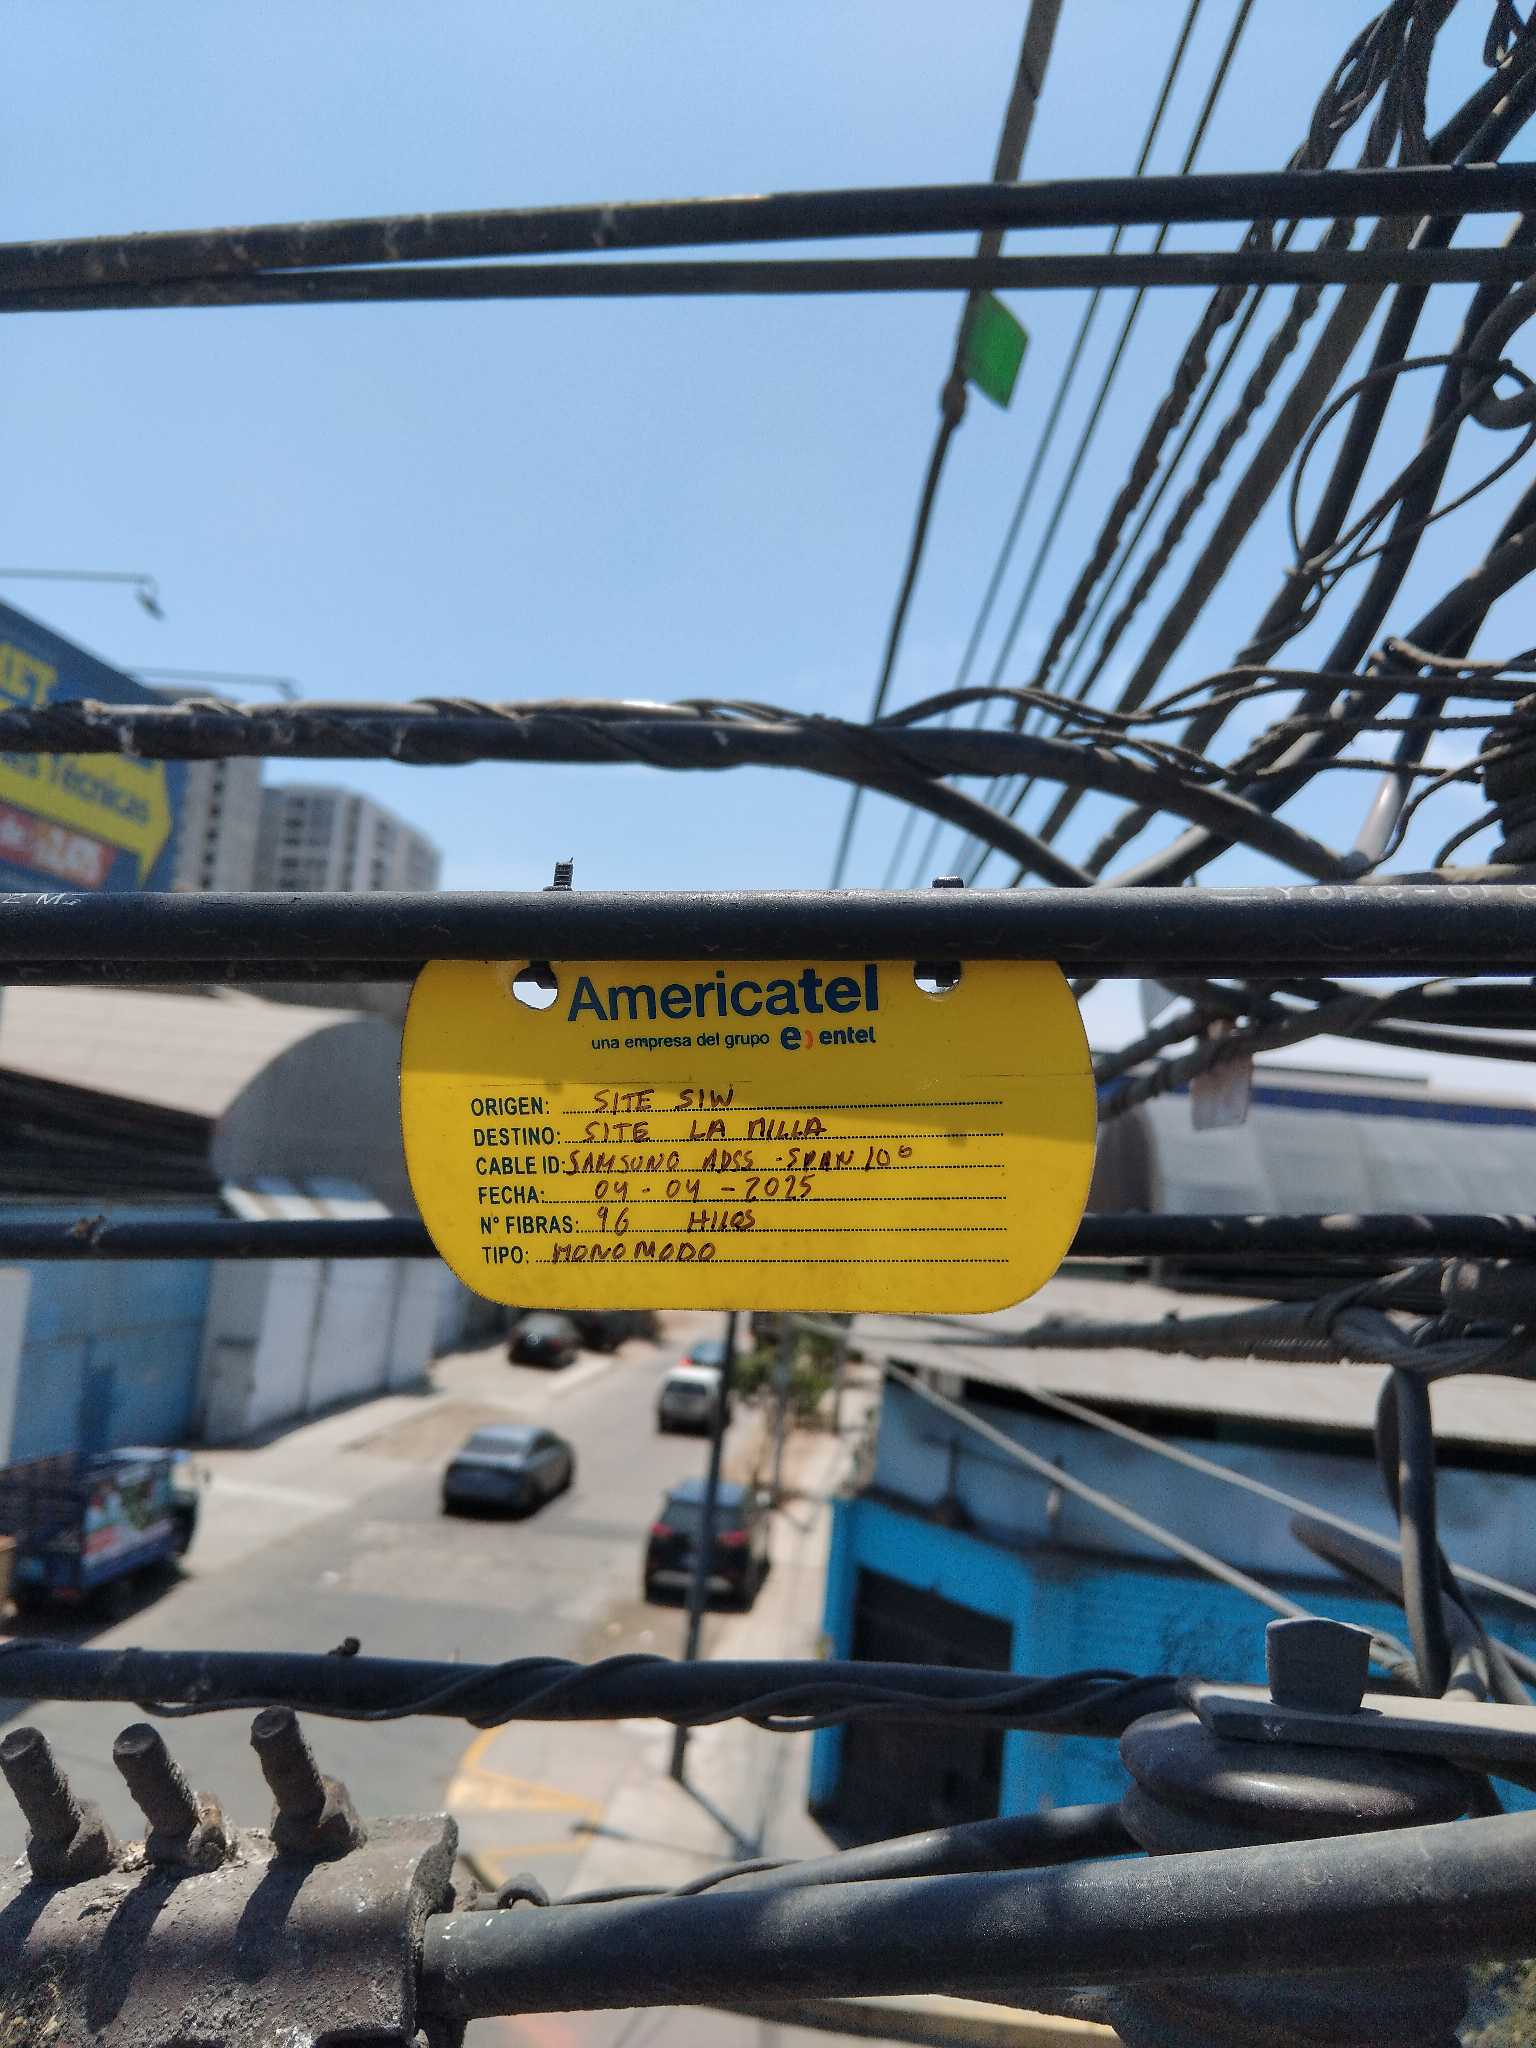 Técnicas
Americatel
una empresa del grupo e) entel
ORIGEN: SITE SIW
DESTINO: SITE LA MILLA
CABLE ID: SAMSUNG ADSS - SPAN 100
FECHA: 04 - 04 - 2025
N° FIBRAS: 96 HILOS
TIPO: MONOMODO